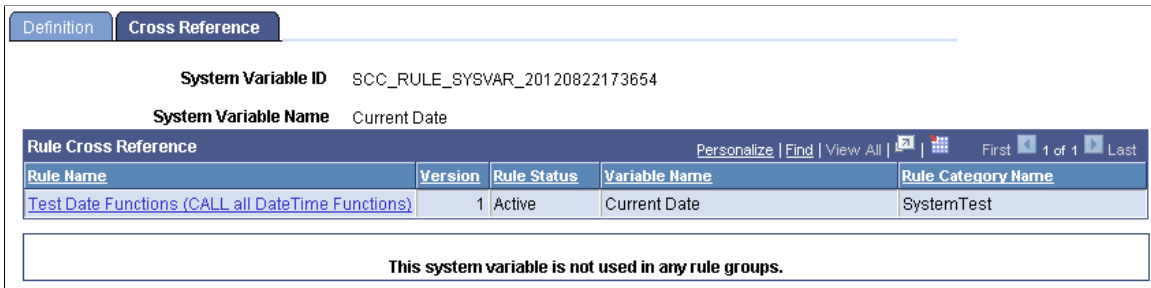 Definition Cross Reference
System Variable ID SCC_RULE_SYSVAR_20120822173654
System Variable Name Current Date
Rule Cross Reference Personalize | Find | View All | | First 1 of 1 Last
Rule Name Version Rule Status Variable Name Rule Category Name
Test Date Functions (CALL all DateTime Functions) 1 Active Current Date SystemTest
This system variable is not used in any rule groups.